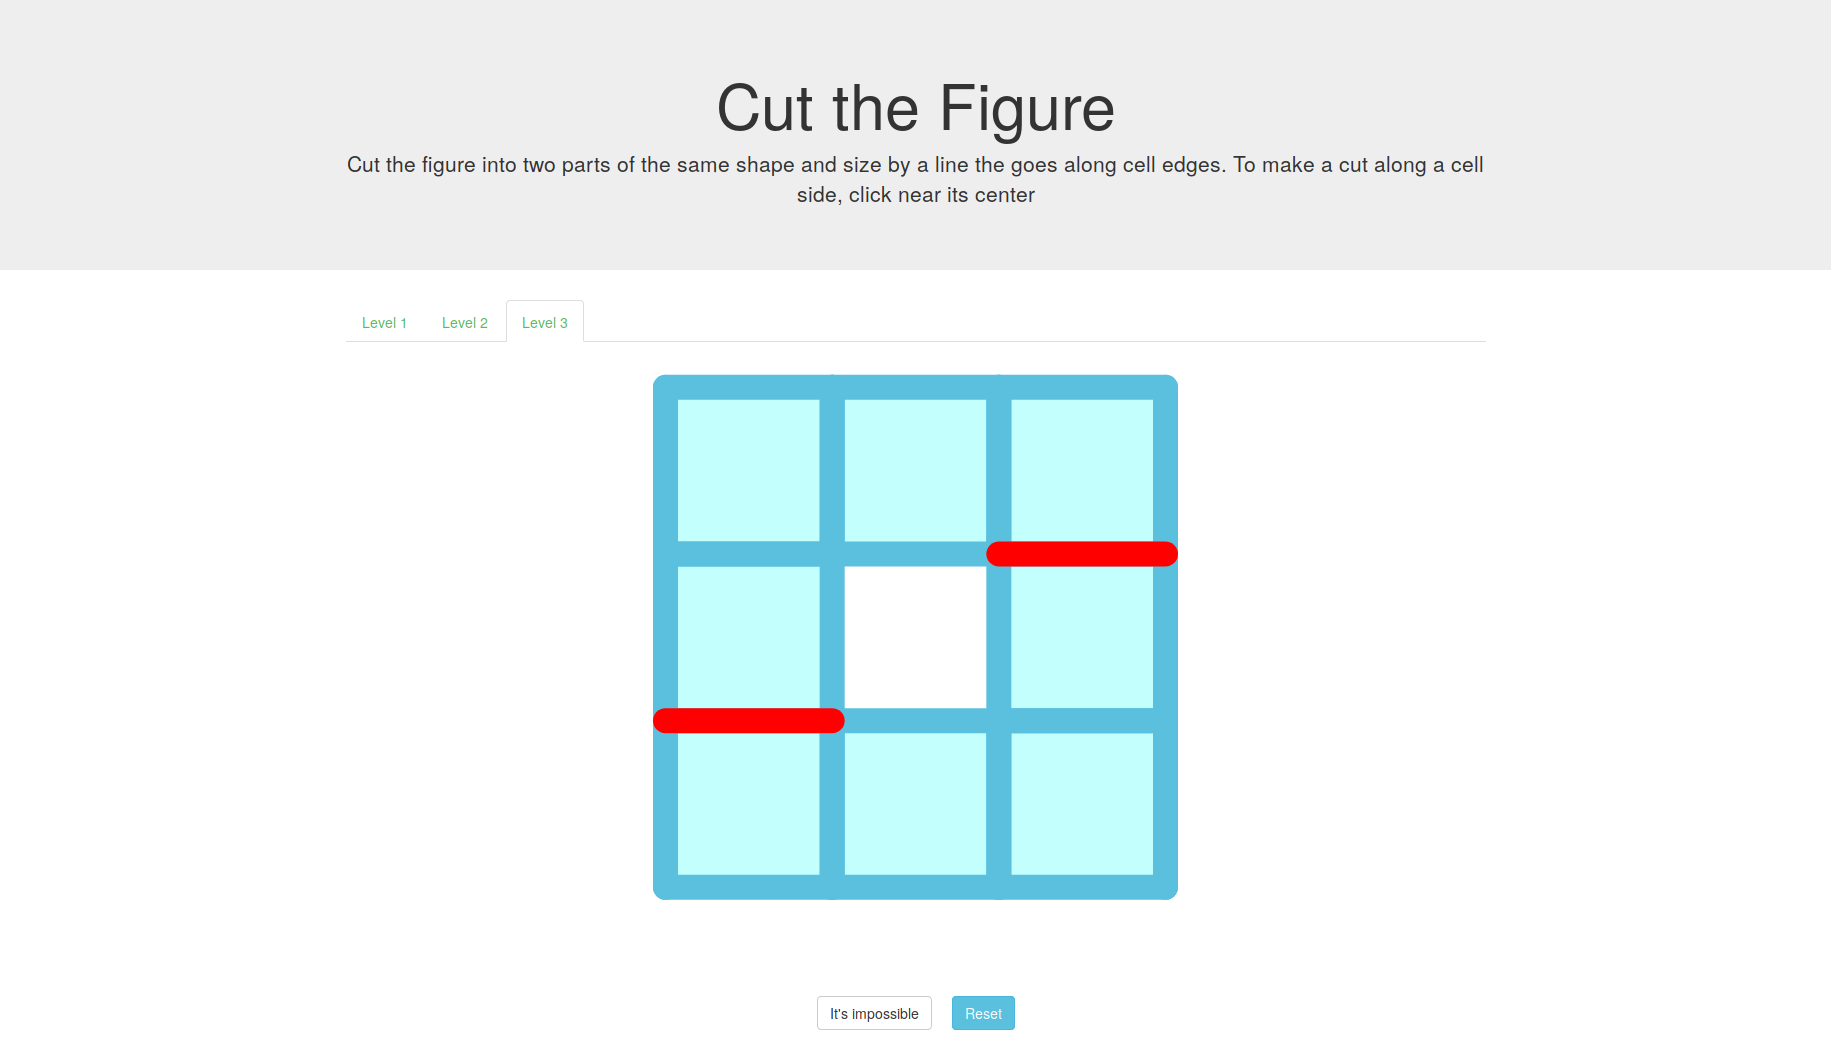 Cut the Figure
Cut the figure into two parts of the same shape and size by a line the goes along cell edges. To make a cut along a cell
side, click near its center
Level 1
Level 2
Level 3
It's impossible
Reset